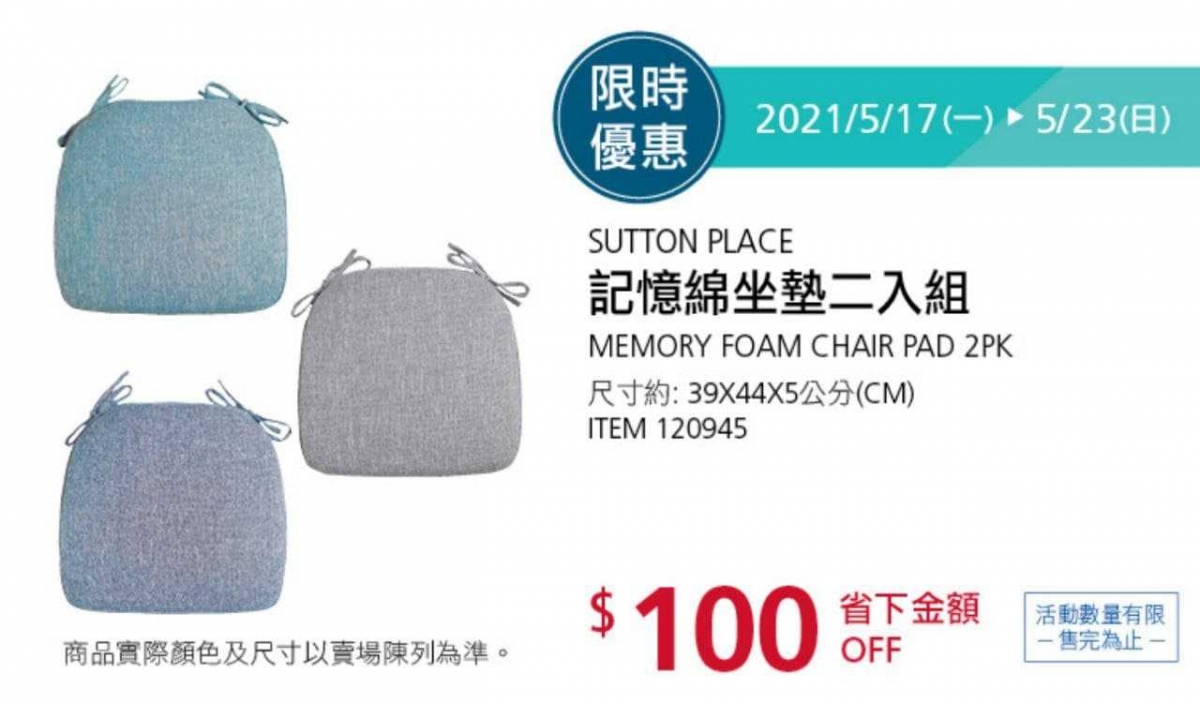 限時
優惠
2021/5/17(一)▶5/23(日)
SUTTON PLACE
記憶綿坐墊二入組
MEMORY FOAM CHAIR PAD 2PK
尺寸約: 39X44X5公分(CM)
ITEM 120945
$100 省下金額
OFF
活動數量有限
－售完為止－
商品實際顏色及尺寸以賣場陳列為準。